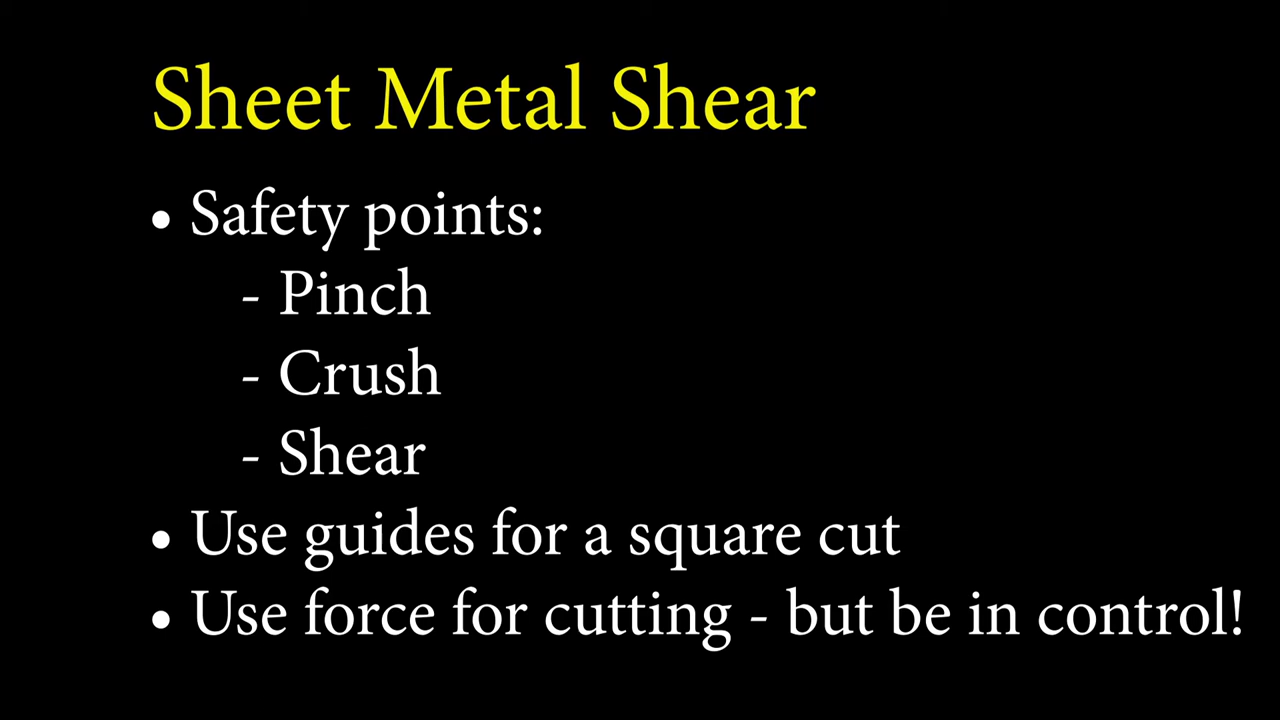 Sheet Metal Shear
• Safety points:
- Pinch
- Crush
- Shear
• Use guides for a square cut
• Use force for cutting - but be in control!